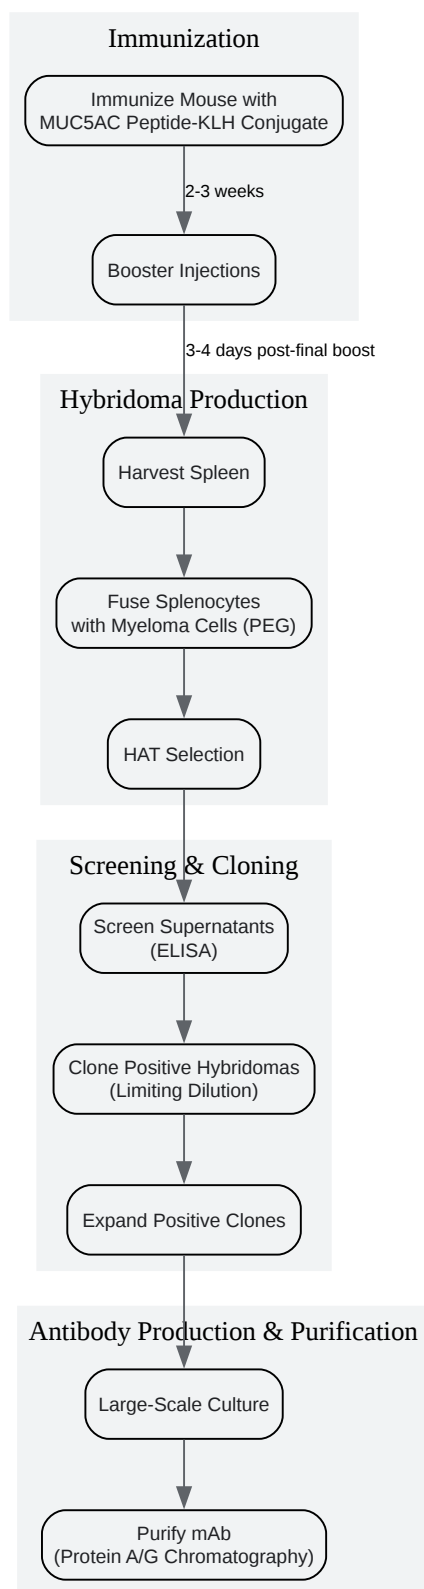 Immunization
Immunize Mouse with
MUC5AC Peptide-KLH Conjugate
2-3 weeks
Booster Injections
3-4 days post-final boost
Hybridoma Production
Harvest Spleen
Fuse Splenocytes
with Myeloma Cells (PEG)
HAT Selection
Screening & Cloning
Screen Supernatants
(ELISA)
Clone Positive Hybridomas
(Limiting Dilution)
Expand Positive Clones
Antibody Production & Purification
Large-Scale Culture
Purify mAb
(Protein A/G Chromatography)